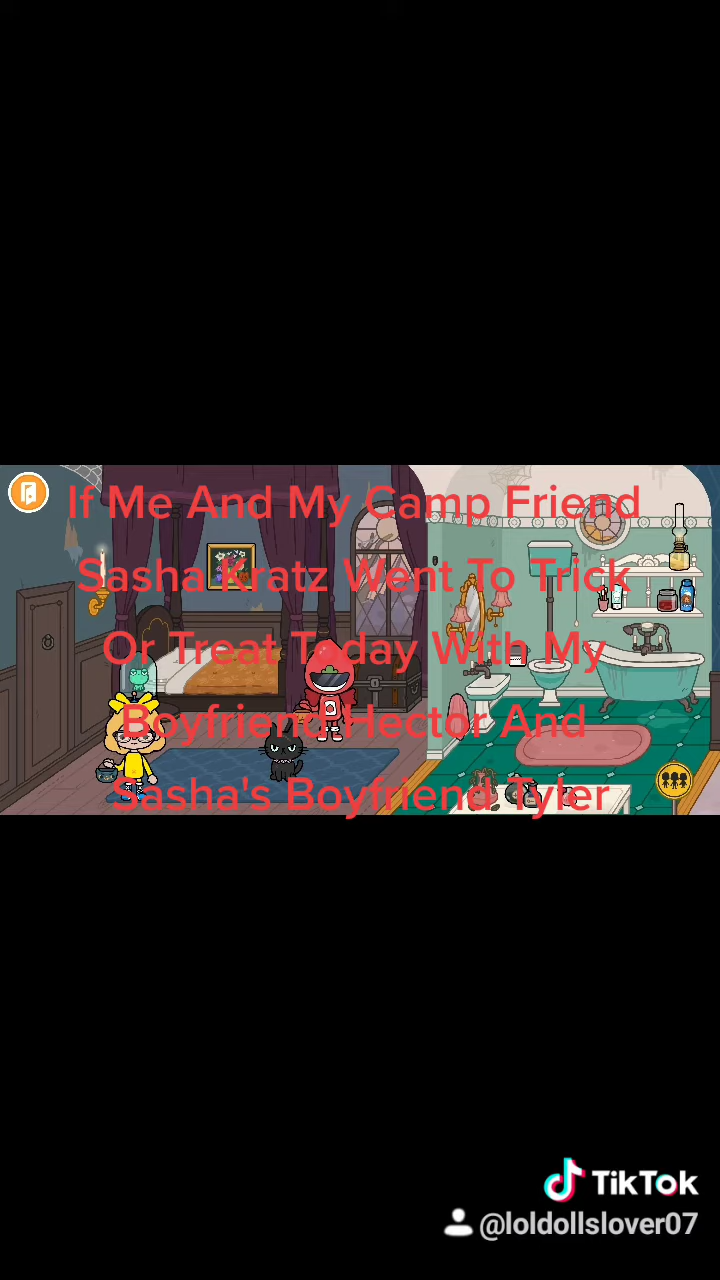 If Me And My Camp Friend
Sasha Kratz Went To Trick
Or Treat Today With My
Boyfriend Hector And
Sasha's Boyfriend Tyler
TikTok
@loldollslover07